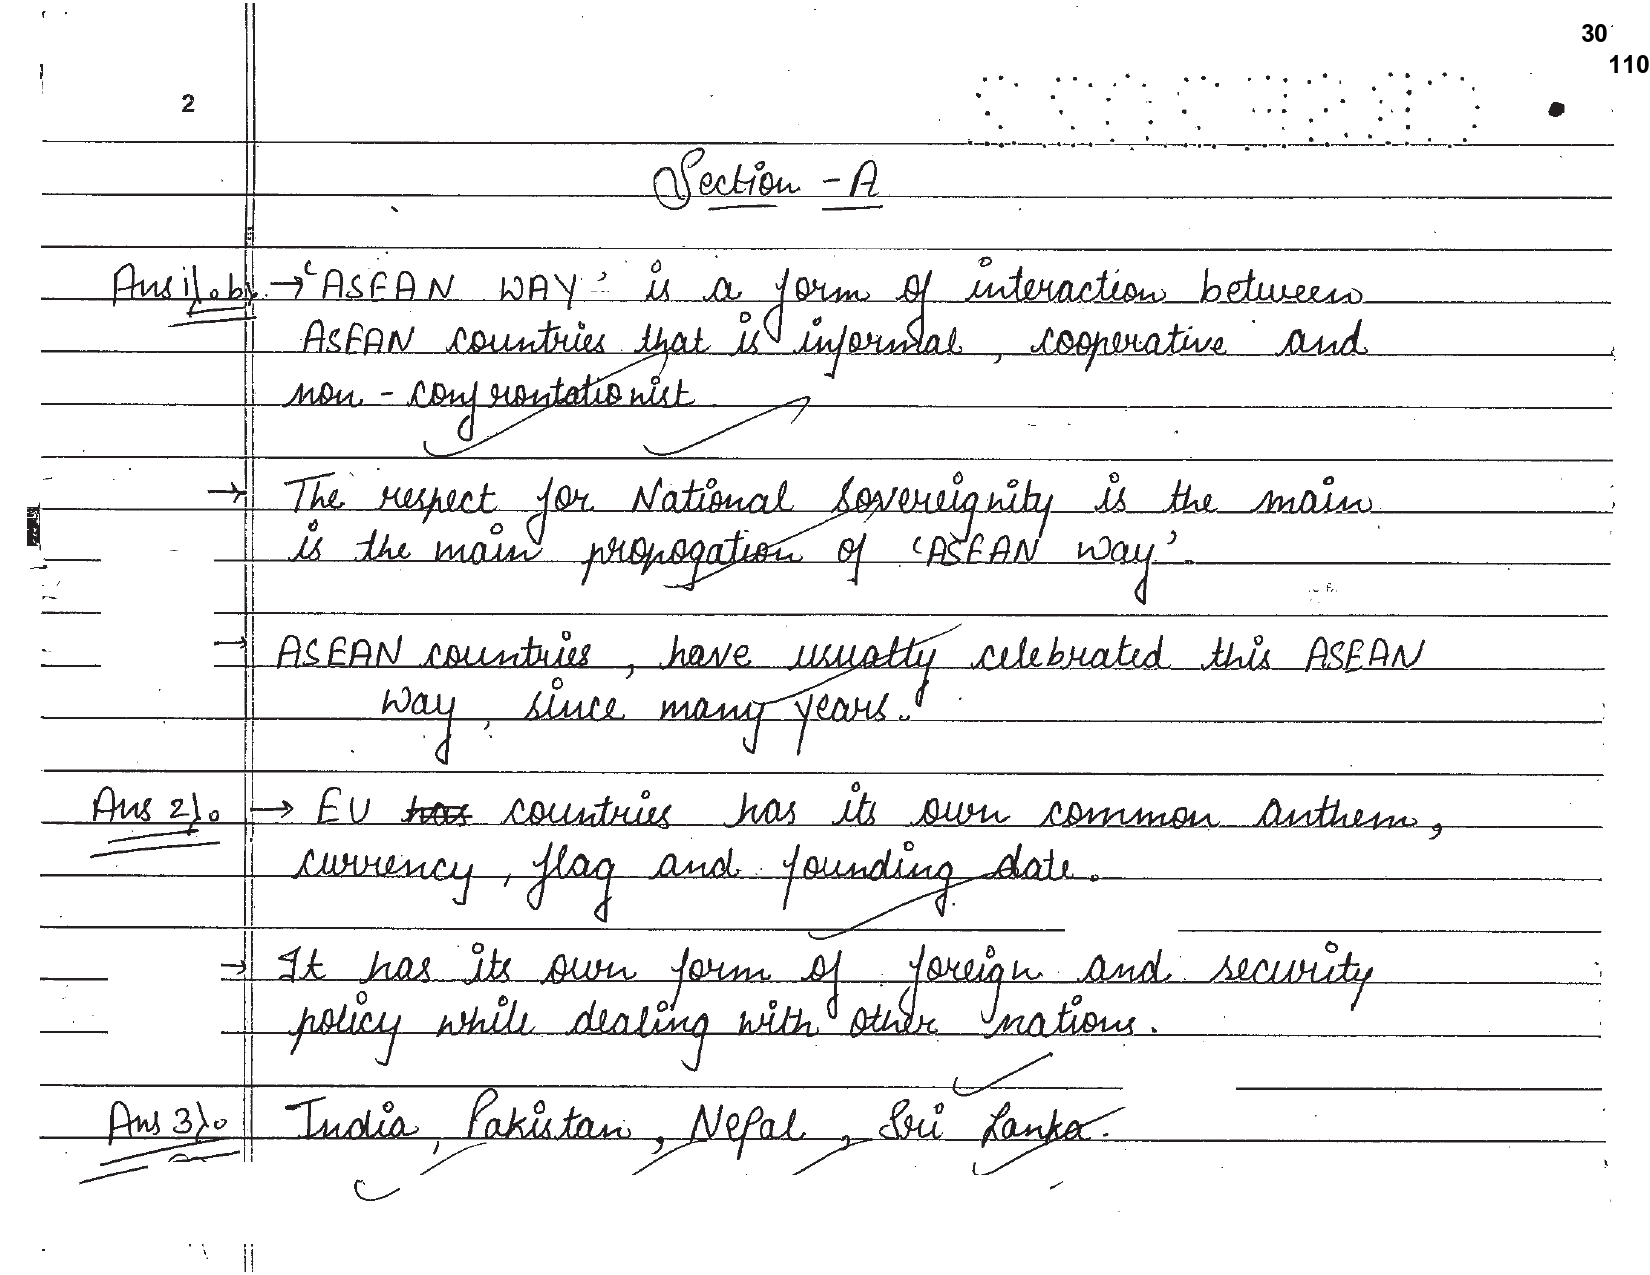 30
110
2
Section - A
Ans 1). b). → 'ASEAN WAY' is a form of interaction between
ASEAN countries that is informal, cooperative and
non-confrontationist
→ The respect for National Sovereignity is the main
is the main propogation of 'ASEAN Way'.
→ ASEAN countries, have usually celebrated this ASEAN
Way, since many years.
Ans 2). → EU has countries has its own common anthem,
currency, flag and founding date.
→ It has its own form of foreign and security
policy while dealing with other nations.
Ans 3). India, Pakistan, Nepal, Sri Lanka.